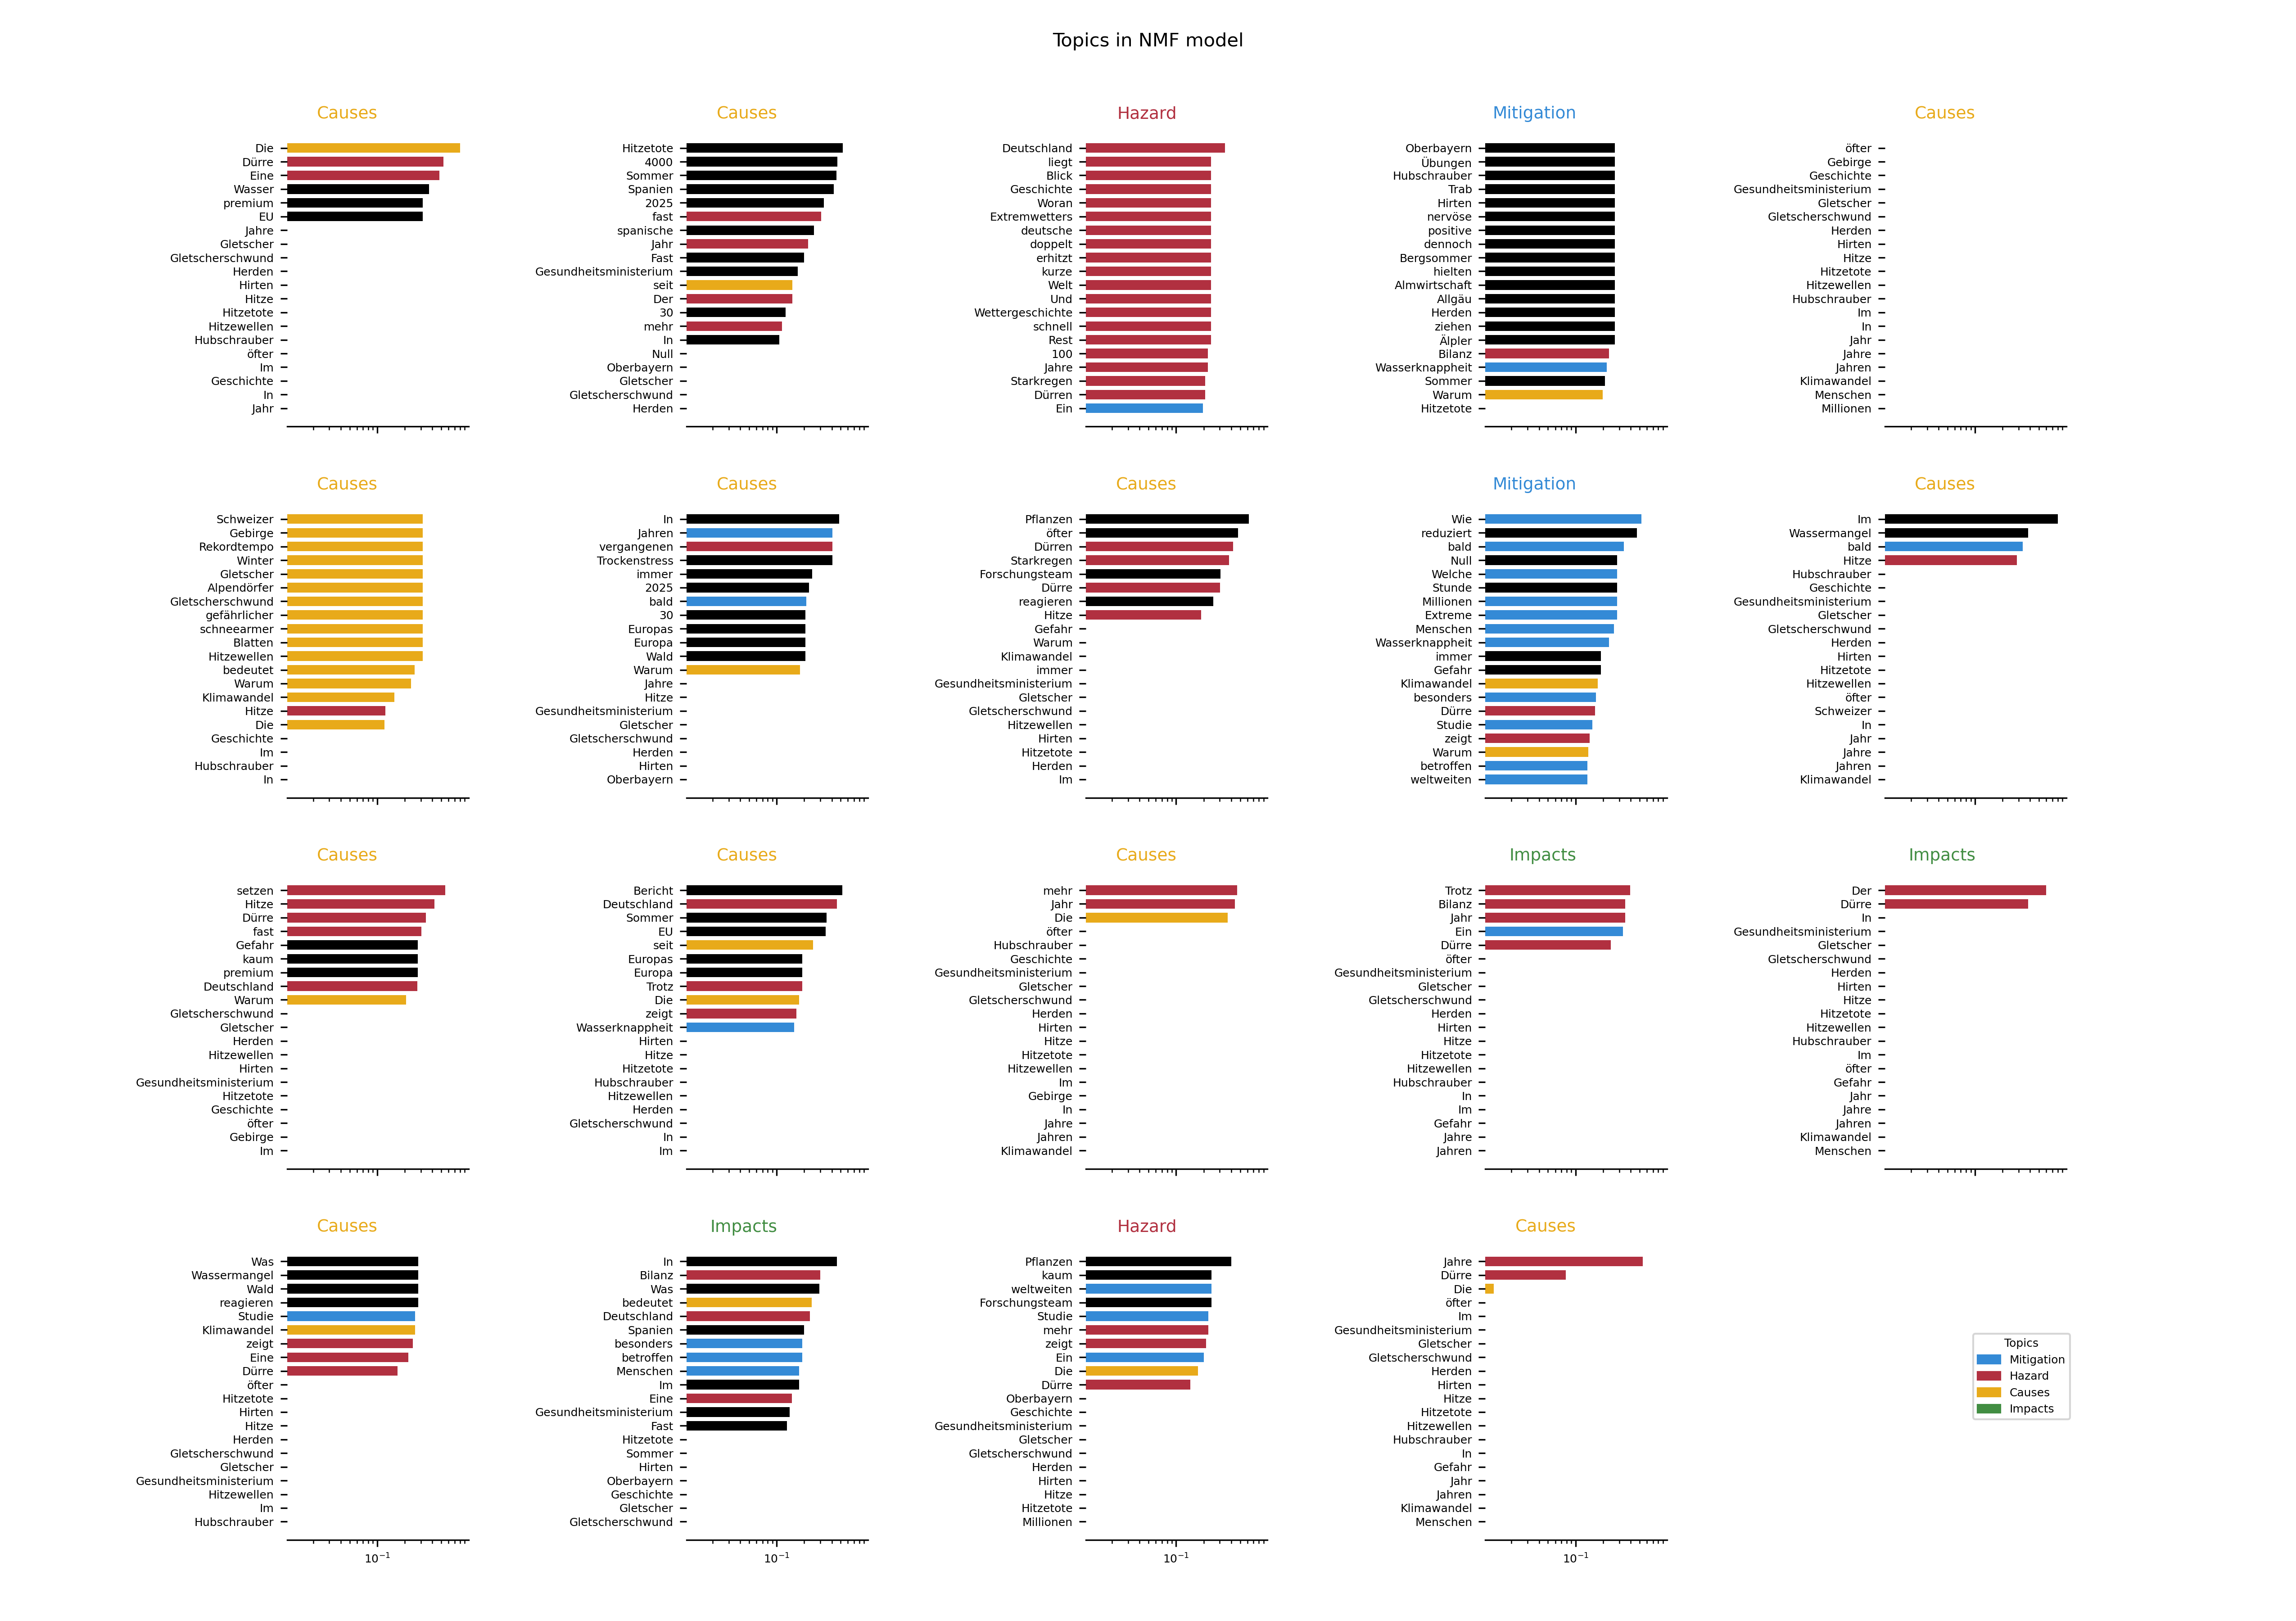 Topics in NMF model
Causes
Die
Dürre
Eine
Wasser
premium
EU
Jahre
Gletscher
Gletscherschwund
Herden
Hirten
Hitze
Hitzetote
Hitzewellen
Hubschrauber
öfter
Im
Geschichte
In
Jahr
Causes
Hitzetote
4000
Sommer
Spanien
2025
fast
spanische
Jahr
Fast
Gesundheitsministerium
seit
Der
30
mehr
In
Null
Oberbayern
Gletscher
Gletscherschwund
Herden
Hazard
Deutschland
liegt
Blick
Geschichte
Woran
Extremwetters
deutsche
doppelt
erhitzt
kurze
Welt
Und
Wettergeschichte
schnell
Rest
100
Jahre
Starkregen
Dürren
Ein
Mitigation
Oberbayern
Übungen
Hubschrauber
Trab
Hirten
nervöse
positive
dennoch
Bergsommer
hielten
Almwirtschaft
Allgäu
Herden
ziehen
Älpler
Bilanz
Wasserknappheit
Sommer
Warum
Hitzetote
Causes
öfter
Gebirge
Geschichte
Gesundheitsministerium
Gletscher
Gletscherschwund
Herden
Hirten
Hitze
Hitzetote
Hitzewellen
Hubschrauber
Im
In
Jahr
Jahre
Jahren
Klimawandel
Menschen
Millionen
Causes
Schweizer
Gebirge
Rekordtempo
Winter
Gletscher
Alpendörfer
Gletscherschwund
gefährlicher
schneearmer
Blatten
Hitzewellen
bedeutet
Warum
Klimawandel
Hitze
Die
Geschichte
Im
Hubschrauber
In
Causes
In
Jahren
vergangenen
Trockenstress
immer
2025
bald
30
Europas
Europa
Wald
Warum
Jahre
Hitze
Gesundheitsministerium
Gletscher
Gletscherschwund
Herden
Hirten
Oberbayern
Causes
Pflanzen
öfter
Dürren
Starkregen
Forschungsteam
Dürre
reagieren
Hitze
Gefahr
Warum
Klimawandel
immer
Gesundheitsministerium
Gletscher
Gletscherschwund
Hitzewellen
Hirten
Hitzetote
Herden
Im
Mitigation
Wie
reduziert
bald
Null
Welche
Stunde
Millionen
Extreme
Menschen
Wasserknappheit
immer
Gefahr
Klimawandel
besonders
Dürre
Studie
zeigt
Warum
betroffen
weltweiten
Causes
Im
Wassermangel
bald
Hitze
Hubschrauber
Geschichte
Gesundheitsministerium
Gletscher
Gletscherschwund
Herden
Hirten
Hitzetote
Hitzewellen
öfter
Schweizer
In
Jahr
Jahre
Jahren
Klimawandel
Causes
setzen
Hitze
Dürre
fast
Gefahr
kaum
premium
Deutschland
Warum
Gletscherschwund
Gletscher
Herden
Hitzewellen
Hirten
Gesundheitsministerium
Hitzetote
Geschichte
öfter
Gebirge
Im
Causes
Bericht
Deutschland
Sommer
EU
seit
Europas
Europa
Trotz
Die
zeigt
Wasserknappheit
Hirten
Hitze
Hitzetote
Hubschrauber
Hitzewellen
Herden
Gletscherschwund
In
Im
Causes
mehr
Jahr
Die
öfter
Hubschrauber
Geschichte
Gesundheitsministerium
Gletscher
Gletscherschwund
Herden
Hirten
Hitze
Hitzetote
Hitzewellen
Im
Gebirge
In
Jahre
Jahren
Klimawandel
Impacts
Trotz
Bilanz
Jahr
Ein
Dürre
öfter
Gesundheitsministerium
Gletscher
Gletscherschwund
Herden
Hirten
Hitze
Hitzetote
Hitzewellen
Hubschrauber
In
Im
Gefahr
Jahre
Jahren
Impacts
Der
Dürre
In
Gesundheitsministerium
Gletscher
Gletscherschwund
Herden
Hirten
Hitze
Hitzetote
Hitzewellen
Hubschrauber
Im
öfter
Gefahr
Jahr
Jahre
Jahren
Klimawandel
Menschen
Causes
Was
Wassermangel
Wald
reagieren
Studie
Klimawandel
zeigt
Eine
Dürre
öfter
Hitzetote
Hirten
Hitze
Herden
Gletscherschwund
Gletscher
Gesundheitsministerium
Hitzewellen
Im
Hubschrauber
10⁻¹
Impacts
In
Bilanz
Was
bedeutet
Deutschland
Spanien
besonders
betroffen
Menschen
Im
Eine
Gesundheitsministerium
Fast
Hitzetote
Sommer
Hirten
Oberbayern
Geschichte
Gletscher
Gletscherschwund
10⁻¹
Hazard
Pflanzen
kaum
weltweiten
Forschungsteam
Studie
mehr
zeigt
Ein
Die
Dürre
Oberbayern
Geschichte
Gesundheitsministerium
Gletscher
Gletscherschwund
Herden
Hirten
Hitze
Hitzetote
Millionen
10⁻¹
Causes
Jahre
Dürre
Die
öfter
Im
Gesundheitsministerium
Gletscher
Gletscherschwund
Herden
Hirten
Hitze
Hitzetote
Hitzewellen
Hubschrauber
In
Gefahr
Jahr
Jahren
Klimawandel
Menschen
10⁻¹
Topics
Mitigation
Hazard
Causes
Impacts